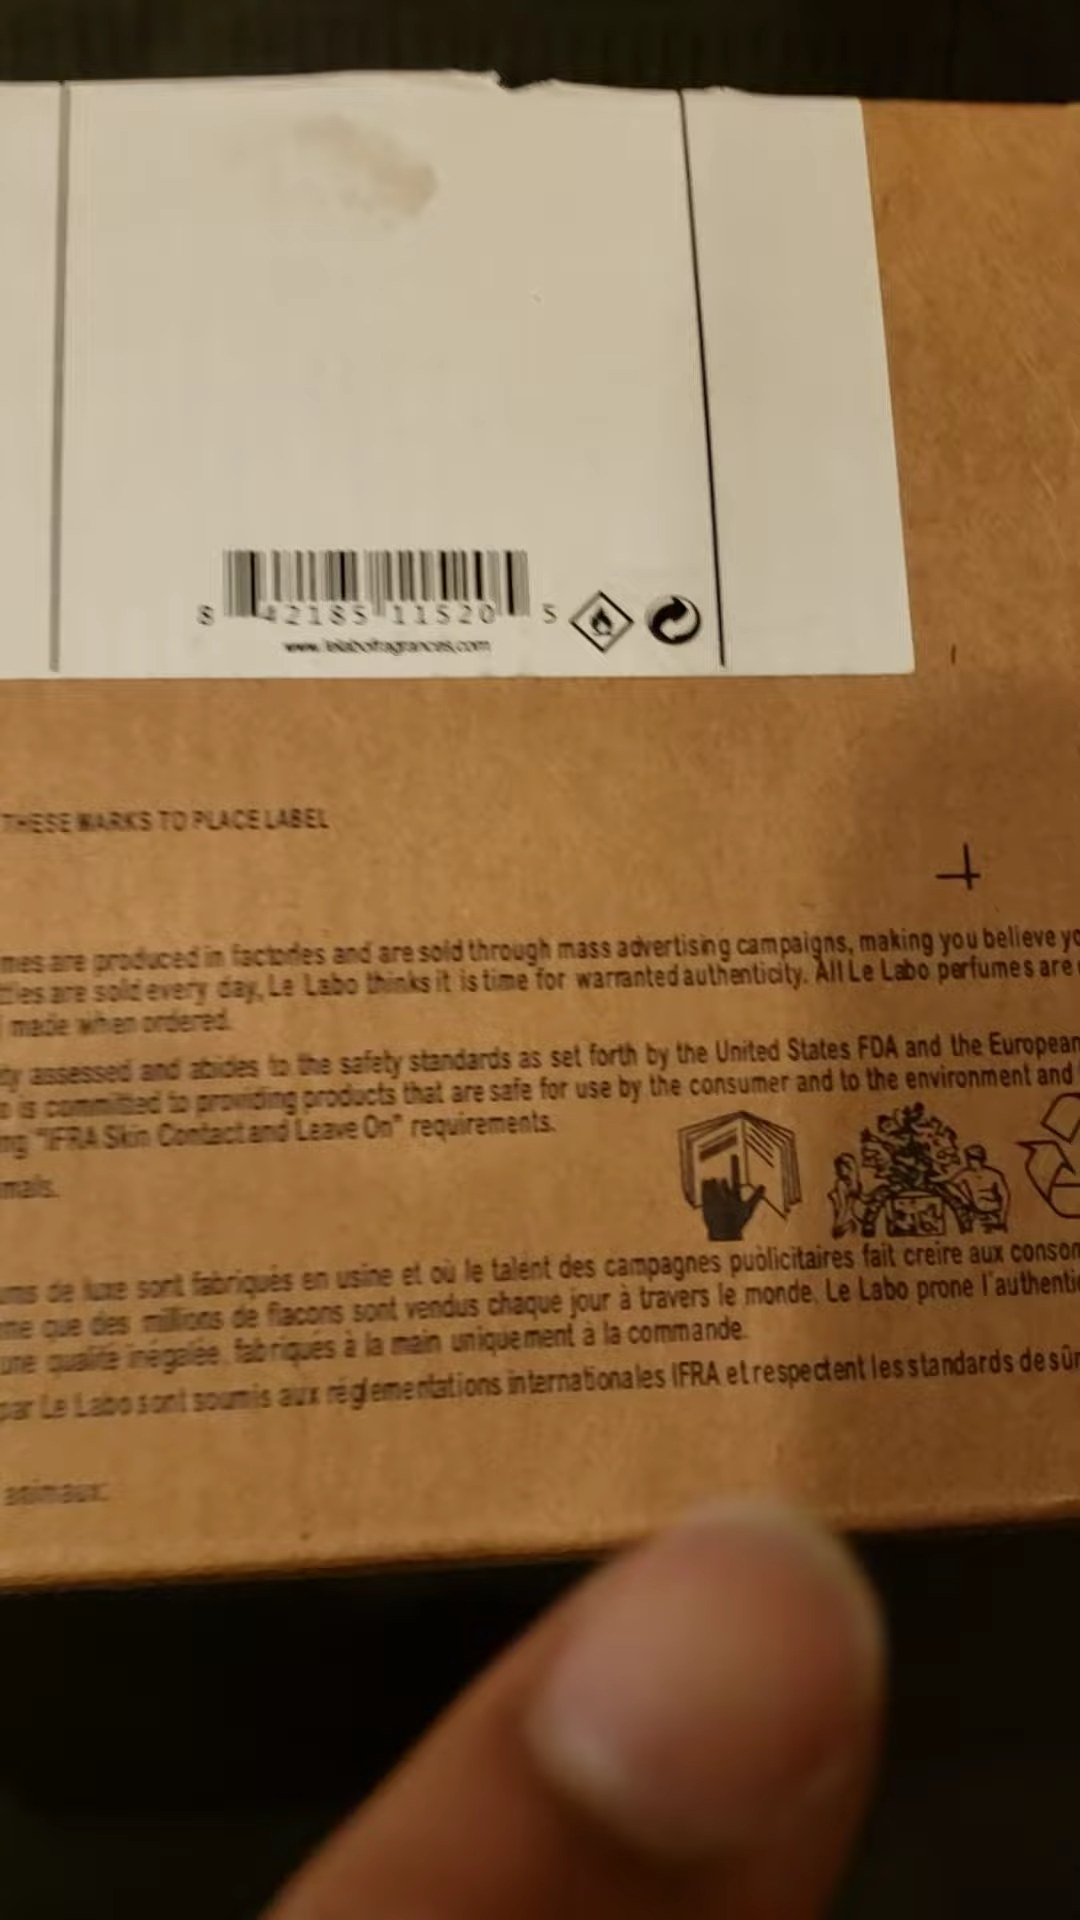 8 42185 11520 5
www.lelabofragrances.com
THESE MARKS TO PLACE LABEL
mes are produced in factories and are sold through mass advertising campaigns, making you believe yo
ttles are sold every day, Le Labo thinks it is time for warranted authenticity. All Le Labo perfumes are
made when ordered.
ly assessed and abides to the safety standards as set forth by the United States FDA and the European
o is committed to providing products that are safe for use by the consumer and to the environment and
ng "IFRA Skin Contact and Leave On" requirements.
mals.
ums de luxe sont fabriqués en usine et où le talent des campagnes publicitaires fait creire aux conson
me que des millions de flacons sont vendus chaque jour à travers le monde, Le Labo prone l'authenti
une qualité inégalée, fabriqués à la main uniquement à la commande.
par Le Labo sont soumis aux réglementations internationales IFRA et respectent les standards de sûr
animaux.